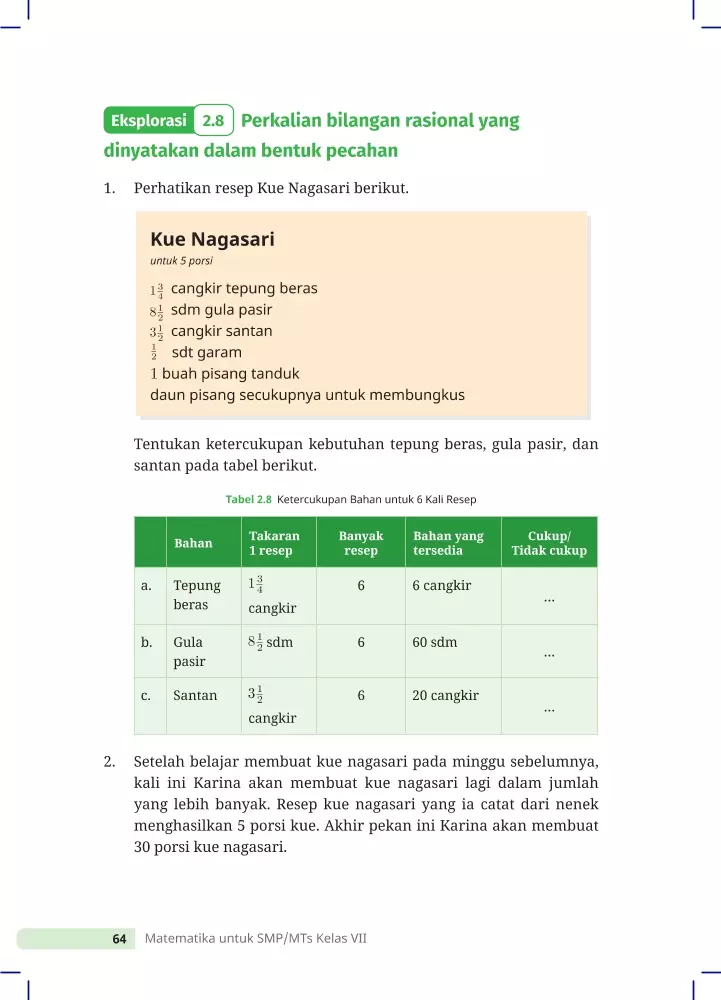 Eksplorasi 2.8 Perkalian bilangan rasional yang
dinyatakan dalam bentuk pecahan
1. Perhatikan resep Kue Nagasari berikut.
Kue Nagasari
untuk 5 porsi
1 3/4 cangkir tepung beras
8 1/2 sdm gula pasir
3 1/2 cangkir santan
1/2 sdt garam
1 buah pisang tanduk
daun pisang secukupnya untuk membungkus
Tentukan ketercukupan kebutuhan tepung beras, gula pasir, dan
santan pada tabel berikut.
Tabel 2.8 Ketercukupan Bahan untuk 6 Kali Resep
Bahan Takaran 1 resep Banyak resep Bahan yang tersedia Cukup/ Tidak cukup
a. Tepung beras 1 3/4 cangkir 6 6 cangkir ...
b. Gula pasir 8 1/2 sdm 6 60 sdm ...
c. Santan 3 1/2 cangkir 6 20 cangkir ...
2. Setelah belajar membuat kue nagasari pada minggu sebelumnya,
kali ini Karina akan membuat kue nagasari lagi dalam jumlah
yang lebih banyak. Resep kue nagasari yang ia catat dari nenek
menghasilkan 5 porsi kue. Akhir pekan ini Karina akan membuat
30 porsi kue nagasari.
64 Matematika untuk SMP/MTs Kelas VII